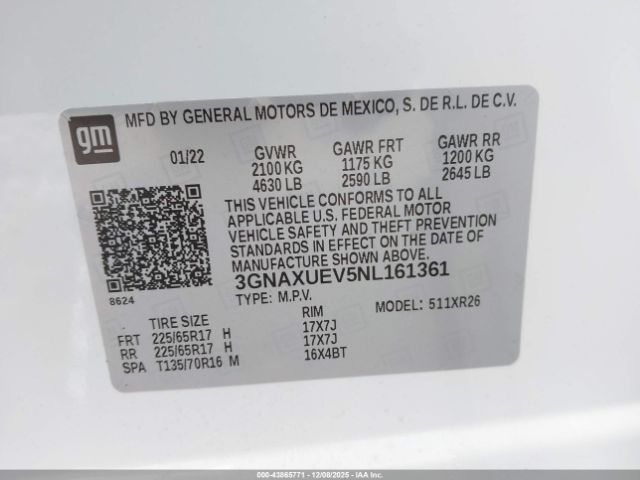 gm
MFD BY GENERAL MOTORS DE MEXICO, S. DE R.L. DE C.V.
01/22 GVWR GAWR FRT GAWR RR
2100 KG 1175 KG 1200 KG
4630 LB 2590 LB 2645 LB
THIS VEHICLE CONFORMS TO ALL
APPLICABLE U.S. FEDERAL MOTOR
VEHICLE SAFETY AND THEFT PREVENTION
STANDARDS IN EFFECT ON THE DATE OF
MANUFACTURE SHOWN ABOVE.
3GNAXUEV5NL161361
8624
TYPE: M.P.V. MODEL: 511XR26
TIRE SIZE RIM
FRT 225/65R17 H 17X7J
RR 225/65R17 H 17X7J
SPA T135/70R16 M 16X4BT
000-43865771 - 12/08/2025 - IAAI.COM